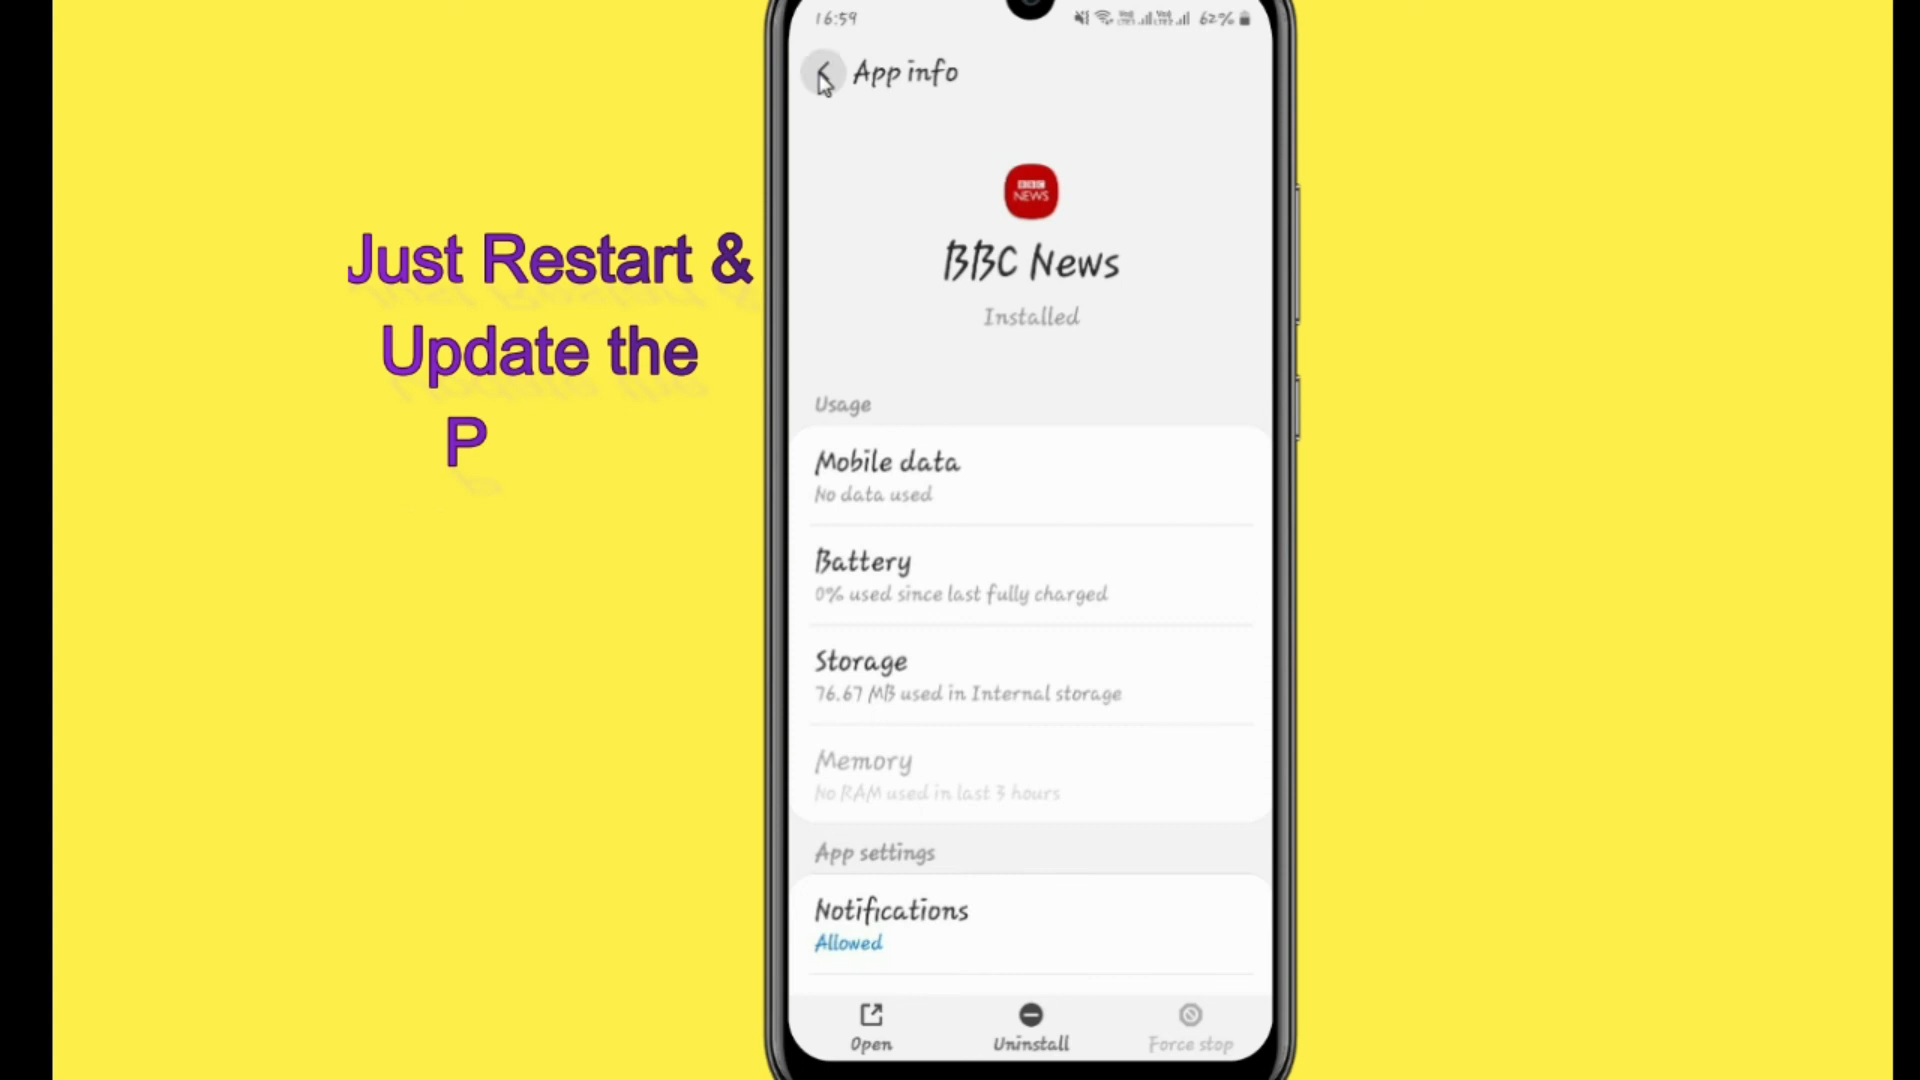 Just Restart &
Update the
P
16:59
62%
App info
BBC
NEWS
BBC News
Installed
Usage
Mobile data
No data used
Battery
0% used since last fully charged
Storage
76.67 MB used in Internal storage
Memory
No RAM used in last 3 hours
App settings
Notifications
Allowed
Open
Uninstall
Force stop